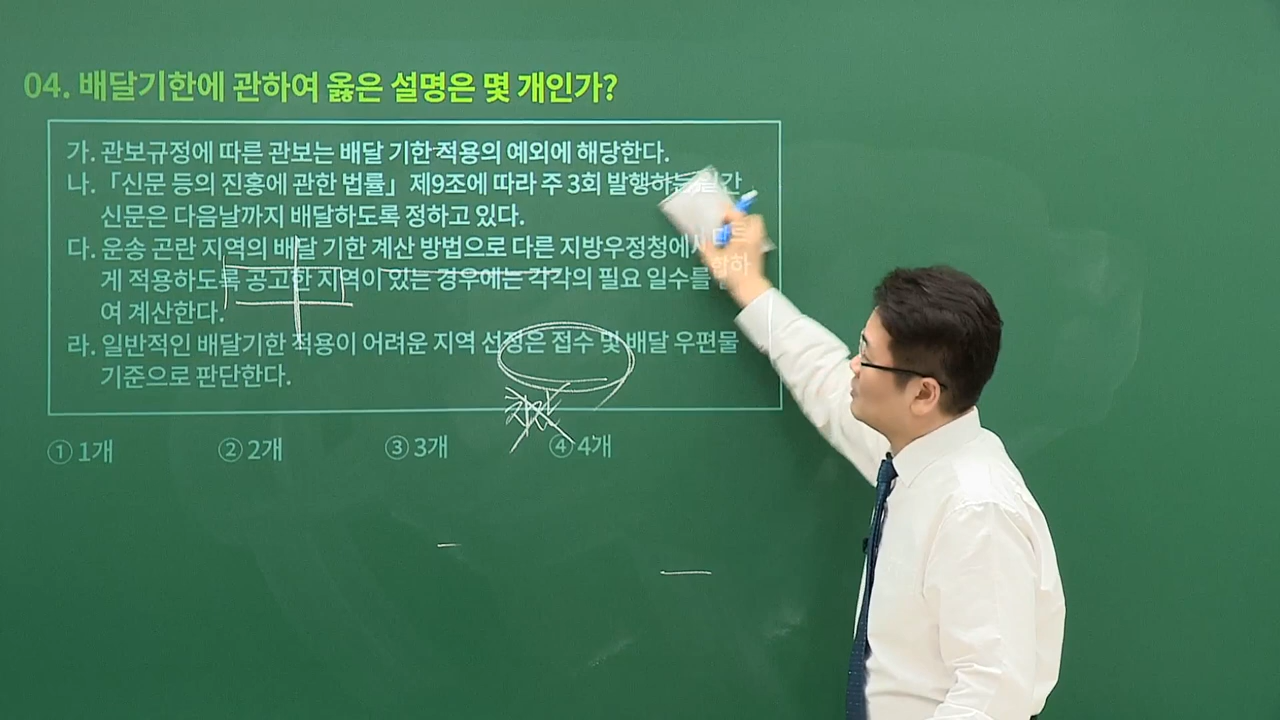 04. 배달기한에 관하여 옳은 설명은 몇 개인가?
가. 관보규정에 따른 관보는 배달 기한 적용의 예외에 해당한다.
나. 「신문 등의 진흥에 관한 법률」 제9조에 따라 주 3회 발행하는 일간
신문은 다음날까지 배달하도록 정하고 있다.
다. 운송 곤란 지역의 배달 기한 계산 방법으로 다른 지방우정청에서
게 적용하도록 공고한 지역이 있는 경우에는 각각의 필요 일수를 합하
여 계산한다.
라. 일반적인 배달기한 적용이 어려운 지역 선정은 접수 및 배달 우편물
기준으로 판단한다.
① 1개 ② 2개 ③ 3개 ④ 4개